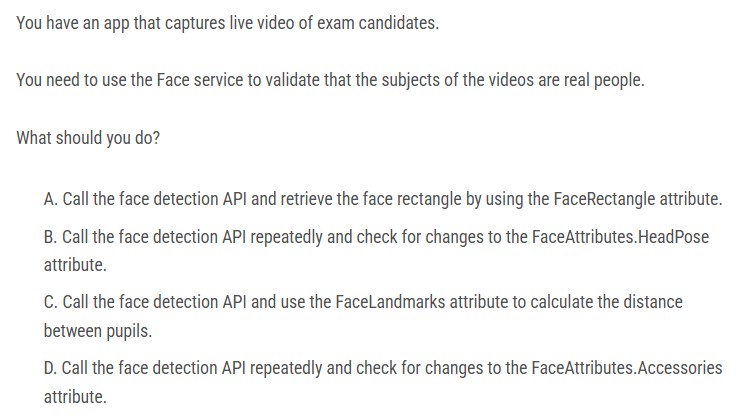 You have an app that captures live video of exam candidates.
You need to use the Face service to validate that the subjects of the videos are real people.
What should you do?
A. Call the face detection API and retrieve the face rectangle by using the FaceRectangle attribute.
B. Call the face detection API repeatedly and check for changes to the FaceAttributes.HeadPose
attribute.
C. Call the face detection API and use the FaceLandmarks attribute to calculate the distance
between pupils.
D. Call the face detection API repeatedly and check for changes to the FaceAttributes.Accessories
attribute.